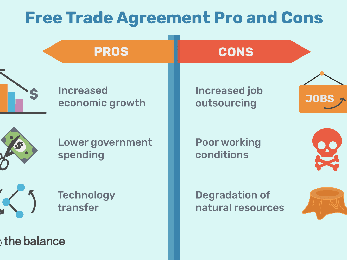 Free Trade Agreement Pro and Cons
PROS
CONS
Increased
economic growth
$
Increased job
outsourcing
JOBS
Lower government
spending
$
Poor working
conditions
Technology
transfer
Degradation of
natural resources
the balance